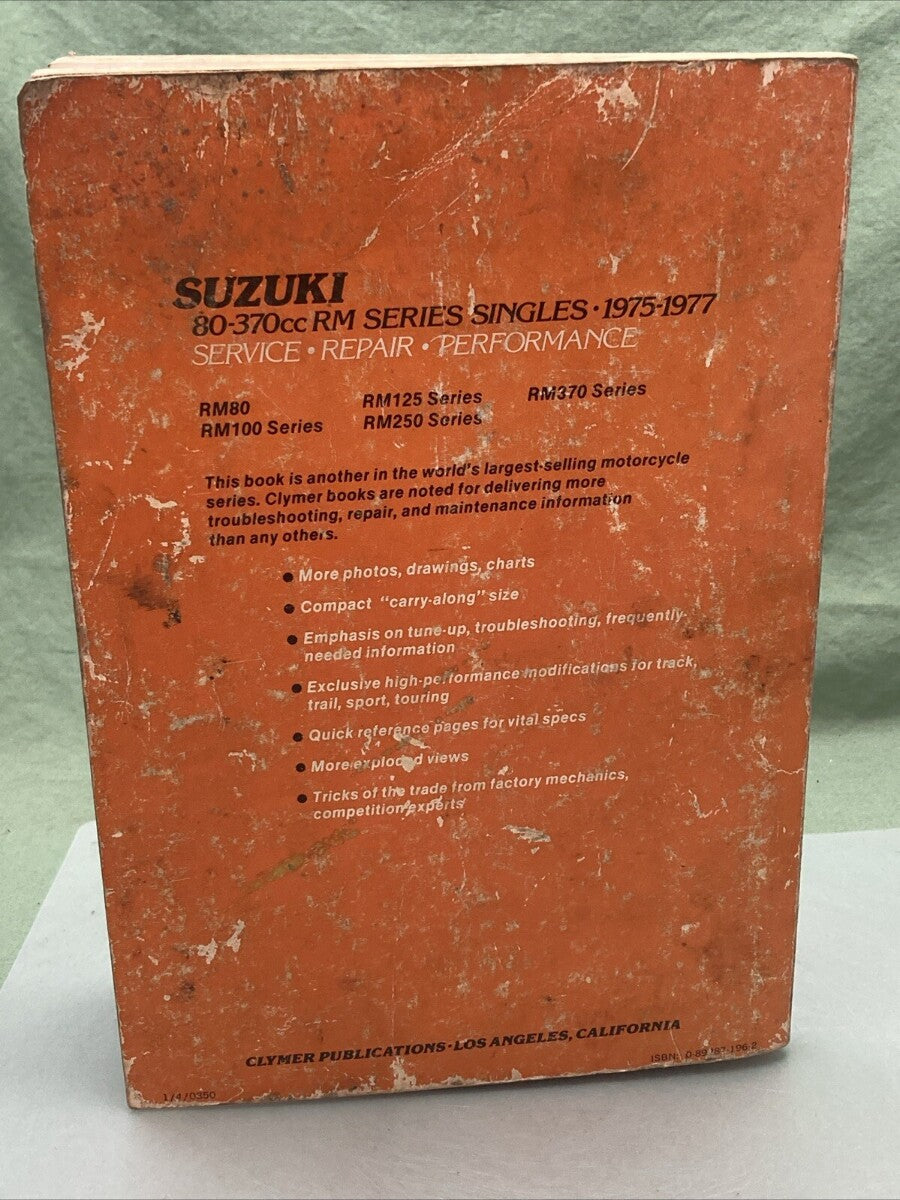 SUZUKI
80-370cc RM SERIES SINGLES • 1975-1977
SERVICE • REPAIR • PERFORMANCE
RM80 RM125 Series RM370 Series
RM100 Series RM250 Series
This book is another in the world's largest-selling motorcycle
series. Clymer books are noted for delivering more
troubleshooting, repair, and maintenance information
than any others.
• More photos, drawings, charts
• Compact "carry-along" size
• Emphasis on tune-up, troubleshooting, frequently-
needed information
• Exclusive high-performance modifications for track,
trail, sport, touring
• Quick reference pages for vital specs
• More exploded views
• Tricks of the trade from factory mechanics,
competition experts
CLYMER PUBLICATIONS • LOS ANGELES, CALIFORNIA
ISBN: